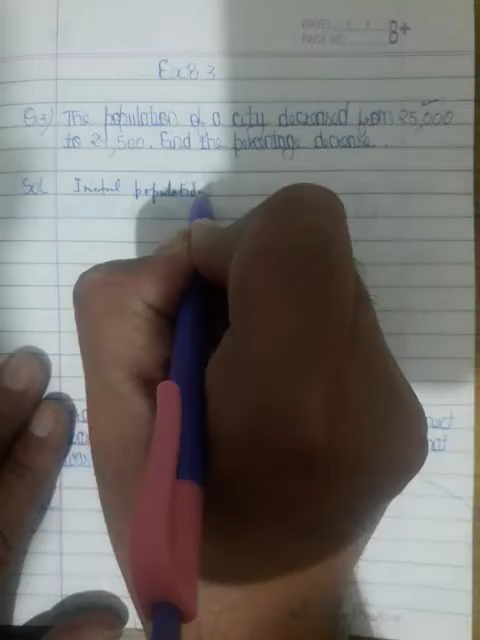 DATE: / /
PAGE NO. B+
Ex 8.3
Q3) The population of a city decreased from 25,000
to 24,500. Find the percentage decrease.
Sol. Initial population